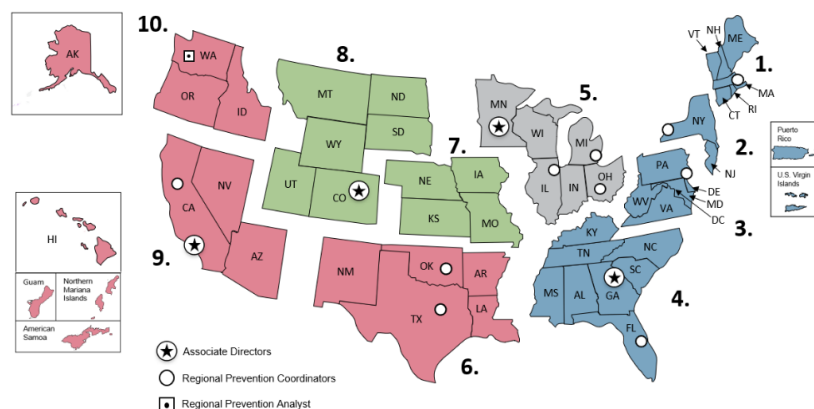 10.
AK
WA
OR
ID
8.
MT
ND
SD
WY
UT
CO
7.
NE
IA
KS
MO
5.
MN
WI
MI
IL
IN
OH
1.
VT
NH
ME
MA
RI
CT
2.
NY
NJ
Puerto
Rico
U.S. Virgin
Islands
3.
PA
DE
MD
DC
WV
VA
4.
KY
TN
NC
SC
MS
AL
GA
FL
9.
CA
NV
AZ
HI
Guam
Northern
Mariana
Islands
American
Samoa
6.
NM
OK
AR
TX
LA
Associate Directors
Regional Prevention Coordinators
Regional Prevention Analyst